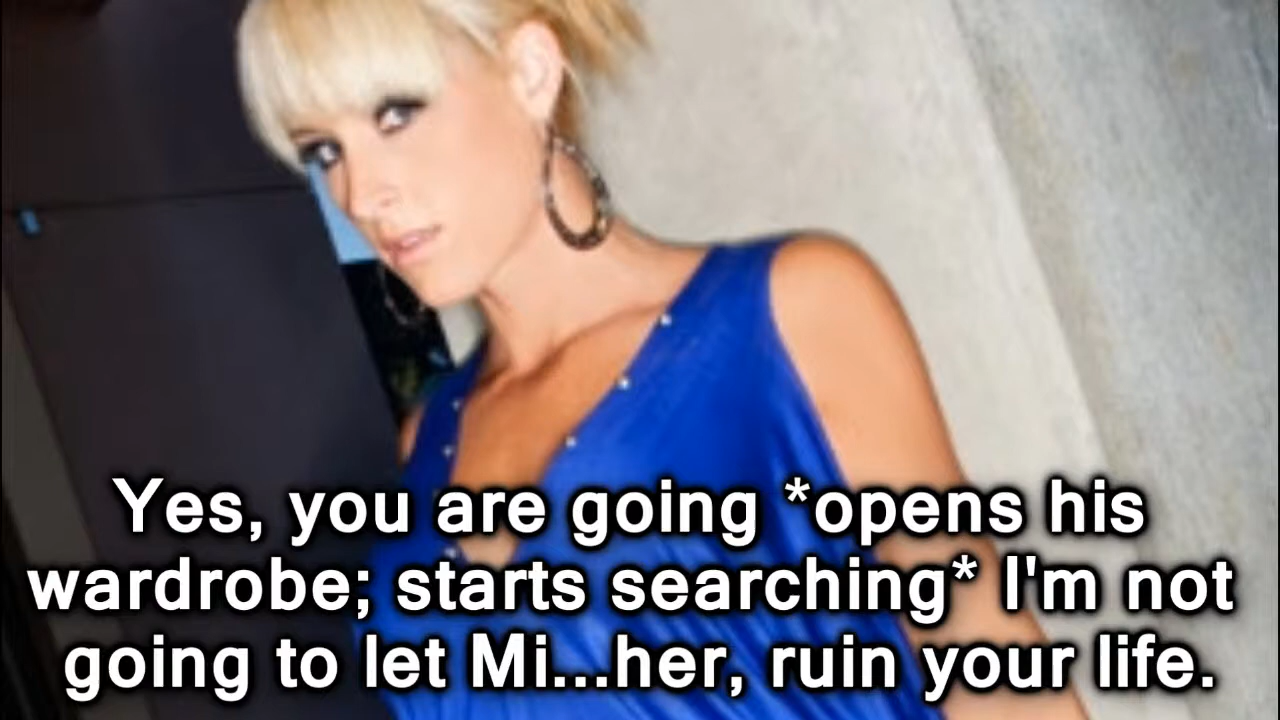 Yes, you are going *opens his
wardrobe; starts searching* I'm not
going to let Mi...her, ruin your life.